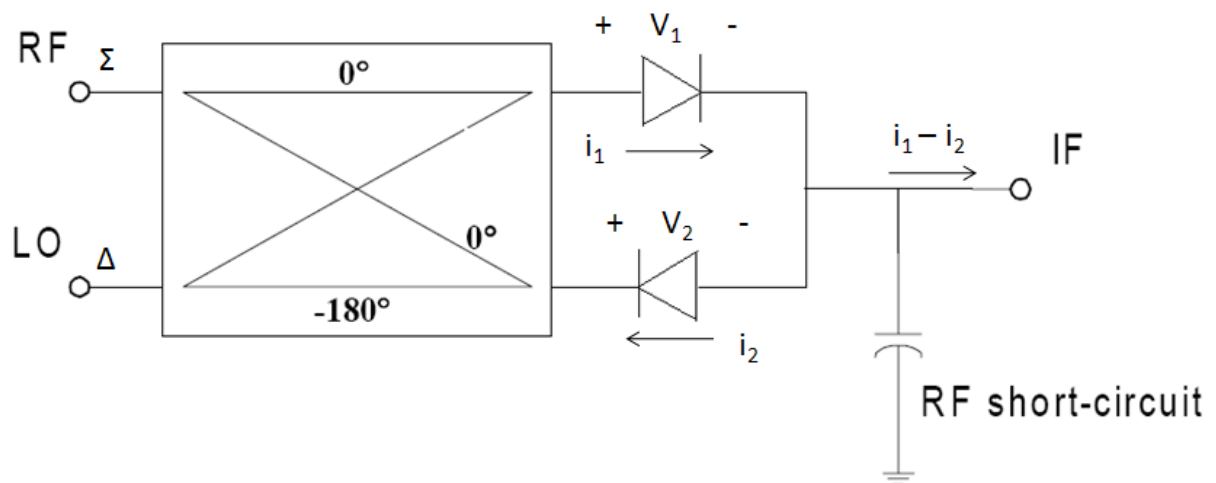 + V₁ -
RF Σ
0°
i₁
i₁ – i₂
IF
LO Δ
0°
+ V₂ -
-180°
i₂
RF short-circuit